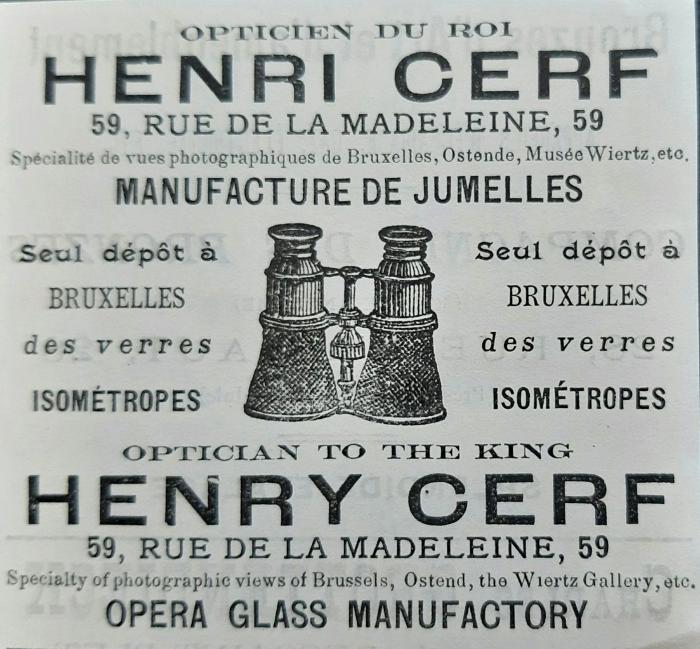 OPTICIEN DU ROI
HENRI CERF
59, RUE DE LA MADELEINE, 59
Spécialité de vues photographiques de Bruxelles, Ostende, Musée Wiertz, etc.
MANUFACTURE DE JUMELLES
Seul dépôt à
BRUXELLES
des verres
ISOMÉTROPES
Seul dépôt à
BRUXELLES
des verres
ISOMÉTROPES
OPTICIAN TO THE KING
HENRY CERF
59, RUE DE LA MADELEINE, 59
Specialty of photographic views of Brussels, Ostend, the Wiertz Gallery, etc.
OPERA GLASS MANUFACTORY